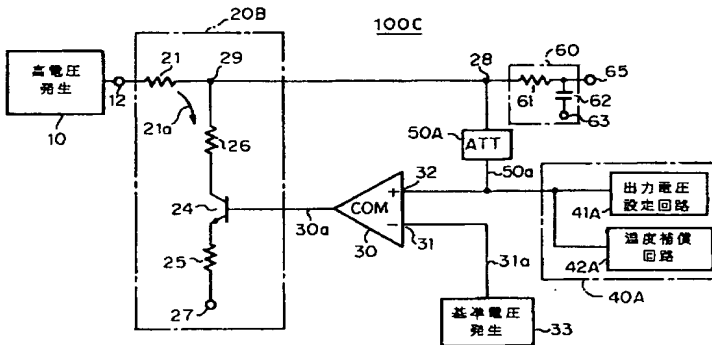 100C
20B
21
29
28
60
高電圧
発生
10
12
21a
26
61
62
63
65
50A
ATT
50a
24
COM
+
−
32
30
31
30a
31a
25
27
出力電圧
設定回路
41A
温度補償
回路
42A
40A
基準電圧
発生
33